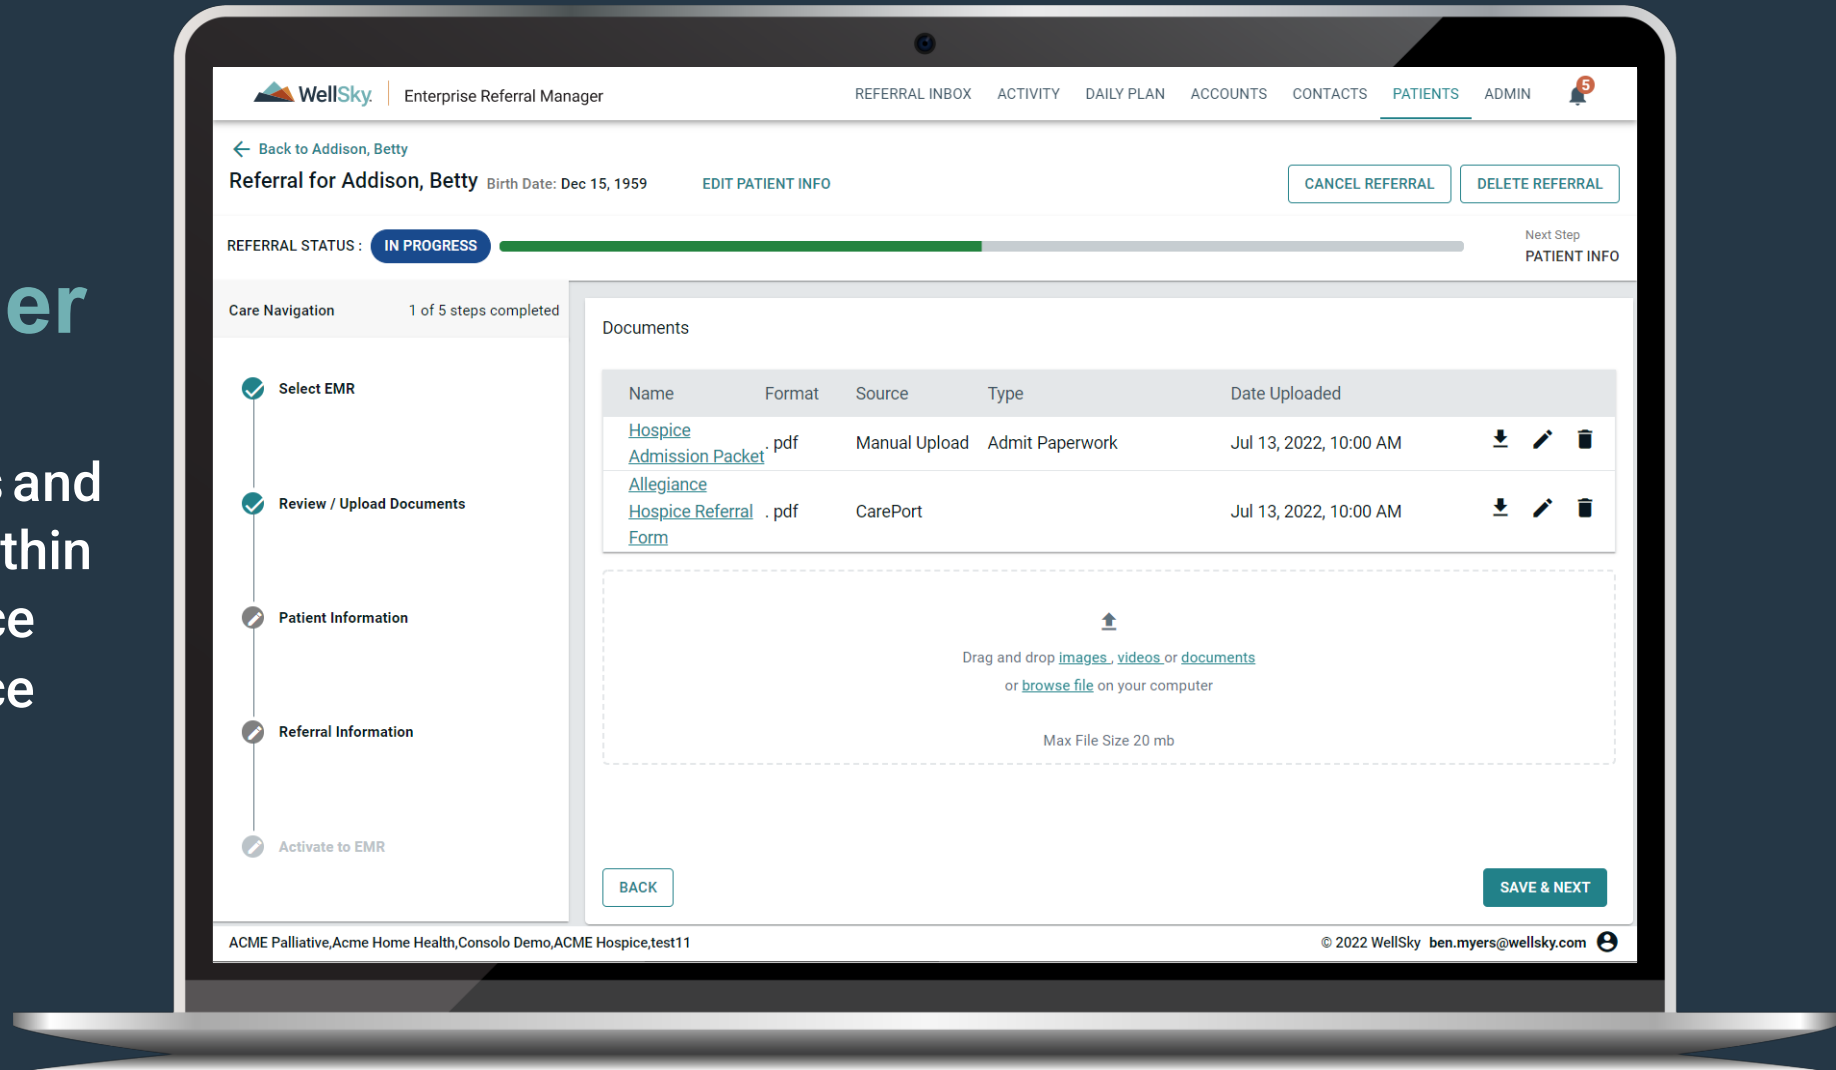 er
and
thin
ce
ce
WellSky.
Enterprise Referral Manager
REFERRAL INBOX ACTIVITY DAILY PLAN ACCOUNTS CONTACTS PATIENTS ADMIN 5
Back to Addison, Betty
Referral for Addison, Betty Birth Date: Dec 15, 1959 EDIT PATIENT INFO CANCEL REFERRAL DELETE REFERRAL
REFERRAL STATUS : IN PROGRESS
Next Step
PATIENT INFO
Care Navigation 1 of 5 steps completed
Select EMR
Review / Upload Documents
Patient Information
Referral Information
Activate to EMR
Documents
Name Format Source Type Date Uploaded
Hospice
Admission Packet . pdf Manual Upload Admit Paperwork Jul 13, 2022, 10:00 AM
Allegiance
Hospice Referral . pdf CarePort Jul 13, 2022, 10:00 AM
Form
Drag and drop images , videos or documents
or browse file on your computer
Max File Size 20 mb
BACK SAVE & NEXT
ACME Palliative,Acme Home Health,Consolo Demo,ACME Hospice,test11 © 2022 WellSky ben.myers@wellsky.com